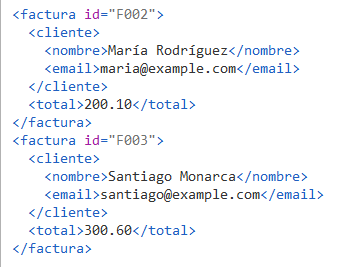 <factura id="F002">
<cliente>
<nombre>María Rodríguez</nombre>
<email>maria@example.com</email>
</cliente>
<total>200.10</total>
</factura>
<factura id="F003">
<cliente>
<nombre>Santiago Monarca</nombre>
<email>santiago@example.com</email>
</cliente>
<total>300.60</total>
</factura>